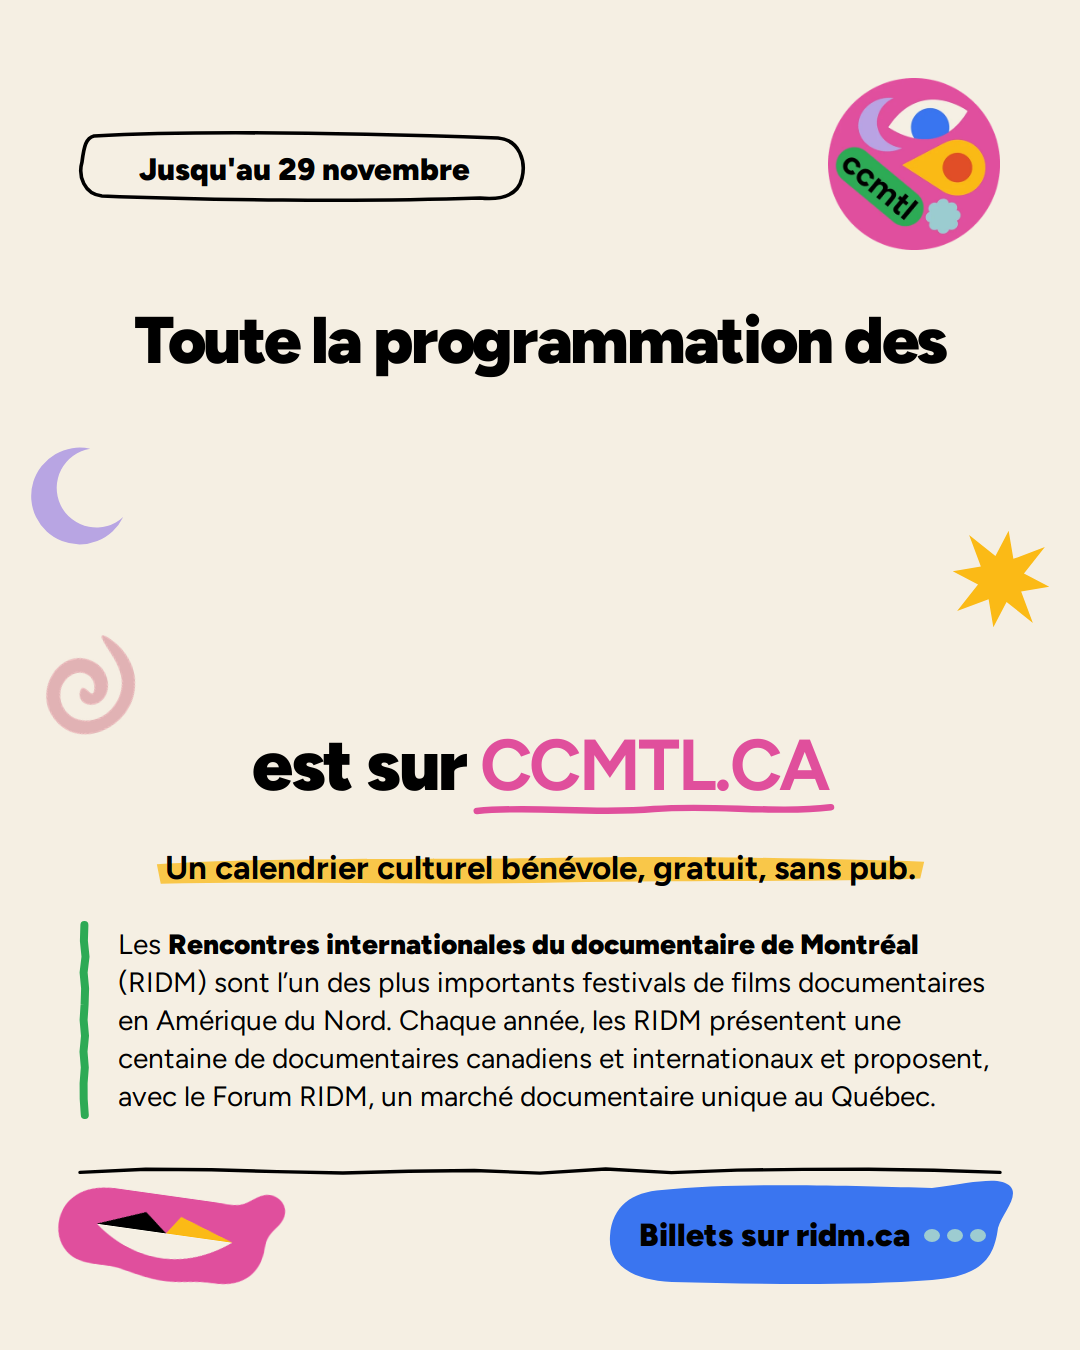 Jusqu'au 29 novembre
ccmtl
Toute la programmation des
est sur CCMTL.CA
Un calendrier culturel bénévole, gratuit, sans pub.
Les Rencontres internationales du documentaire de Montréal
(RIDM) sont l’un des plus importants festivals de films documentaires
en Amérique du Nord. Chaque année, les RIDM présentent une
centaine de documentaires canadiens et internationaux et proposent,
avec le Forum RIDM, un marché documentaire unique au Québec.
Billets sur ridm.ca